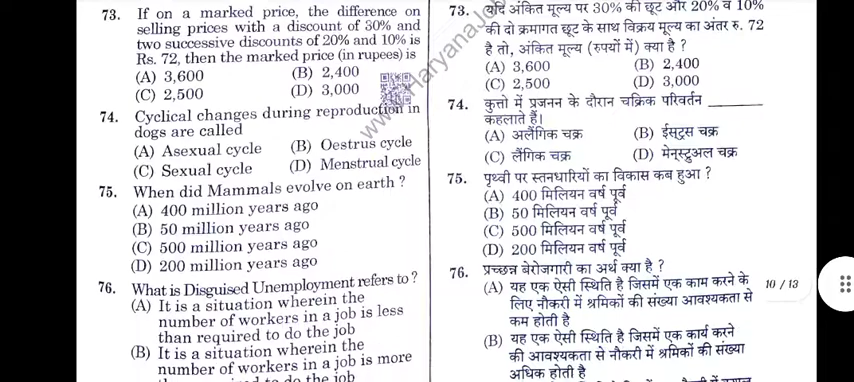 73. If on a marked price, the difference on
selling prices with a discount of 30% and
two successive discounts of 20% and 10% is
Rs. 72, then the marked price (in rupees) is
(A) 3,600 (B) 2,400
(C) 2,500 (D) 3,000
74. Cyclical changes during reproduction in
dogs are called
(A) Asexual cycle (B) Oestrus cycle
(C) Sexual cycle (D) Menstrual cycle
75. When did Mammals evolve on earth ?
(A) 400 million years ago
(B) 50 million years ago
(C) 500 million years ago
(D) 200 million years ago
76. What is Disguised Unemployment refers to ?
(A) It is a situation wherein the
number of workers in a job is less
than required to do the job
(B) It is a situation wherein the
number of workers in a job is more
to do the job
www.HaryanaJo
73. यदि अंकित मूल्य पर 30% की छूट और 20% व 10%
की दो क्रमागत छूट के साथ विक्रय मूल्य का अंतर रु. 72
है तो, अंकित मूल्य (रुपयों में) क्या है ?
(A) 3,600 (B) 2,400
(C) 2,500 (D) 3,000
74. कुत्तो में प्रजनन के दौरान चक्रिक परिवर्तन ________
कहलाते हैं।
(A) अलैंगिक चक्र (B) ईस्ट्रस चक्र
(C) लैंगिक चक्र (D) मेन्स्ट्रुअल चक्र
75. पृथ्वी पर स्तनधारियों का विकास कब हुआ ?
(A) 400 मिलियन वर्ष पूर्व
(B) 50 मिलियन वर्ष पूर्व
(C) 500 मिलियन वर्ष पूर्व
(D) 200 मिलियन वर्ष पूर्व
76. प्रच्छन्न बेरोजगारी का अर्थ क्या है ?
(A) यह एक ऐसी स्थिति है जिसमें एक काम करने के
लिए नौकरी में श्रमिकों की संख्या आवश्यकता से
कम होती है
(B) यह एक ऐसी स्थिति है जिसमें एक कार्य करने
की आवश्यकता से नौकरी में श्रमिकों की संख्या
अधिक होती है
10 / 13